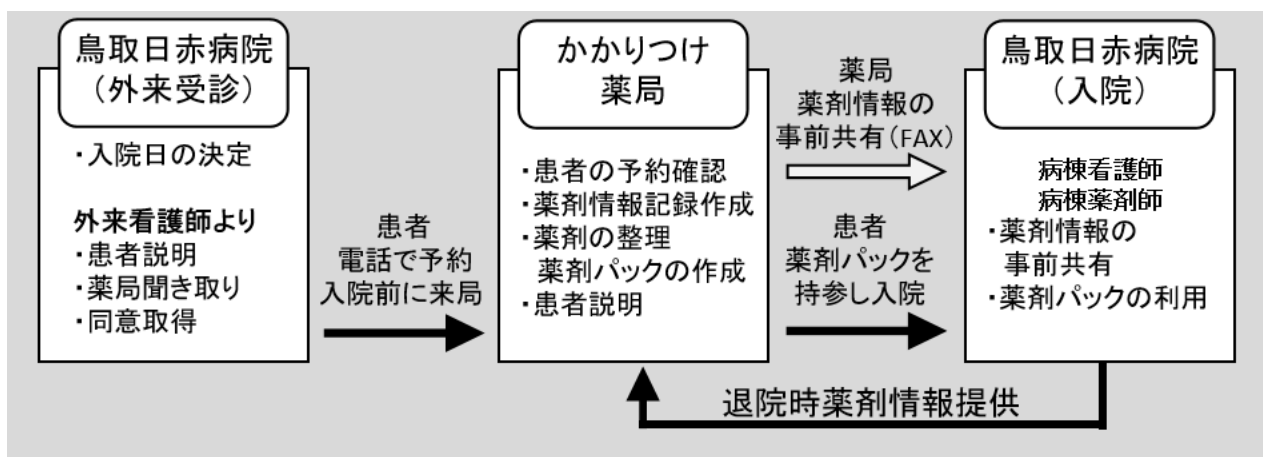 鳥取日赤病院
（外来受診）
・入院日の決定
外来看護師より
・患者説明
・薬局聞き取り
・同意取得
患者
電話で予約
入院前に来局
かかりつけ
薬局
・患者の予約確認
・薬剤情報記録作成
・薬剤の整理
薬剤パックの作成
・患者説明
薬局
薬剤情報の
事前共有（FAX）
患者
薬剤パックを
持参し入院
鳥取日赤病院
（入院）
病棟看護師
病棟薬剤師
・薬剤情報の
事前共有
・薬剤パックの利用
退院時薬剤情報提供